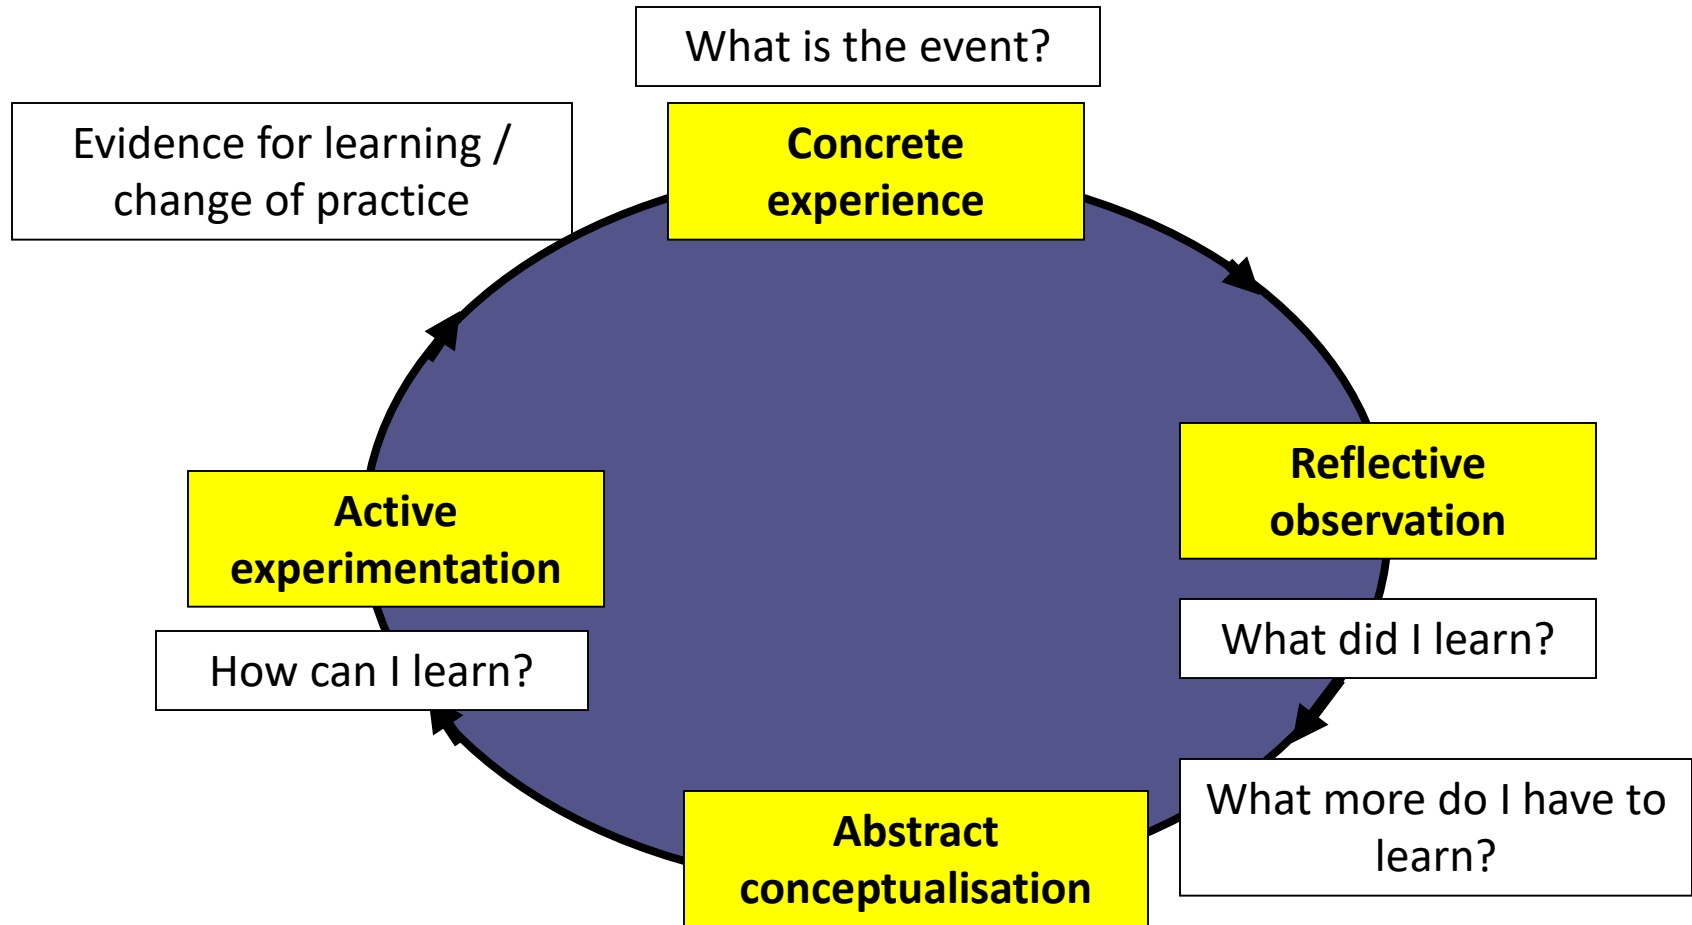 What is the event?
Evidence for learning /
change of practice
Concrete
experience
Reflective
observation
Active
experimentation
What did I learn?
How can I learn?
What more do I have to
learn?
Abstract
conceptualisation